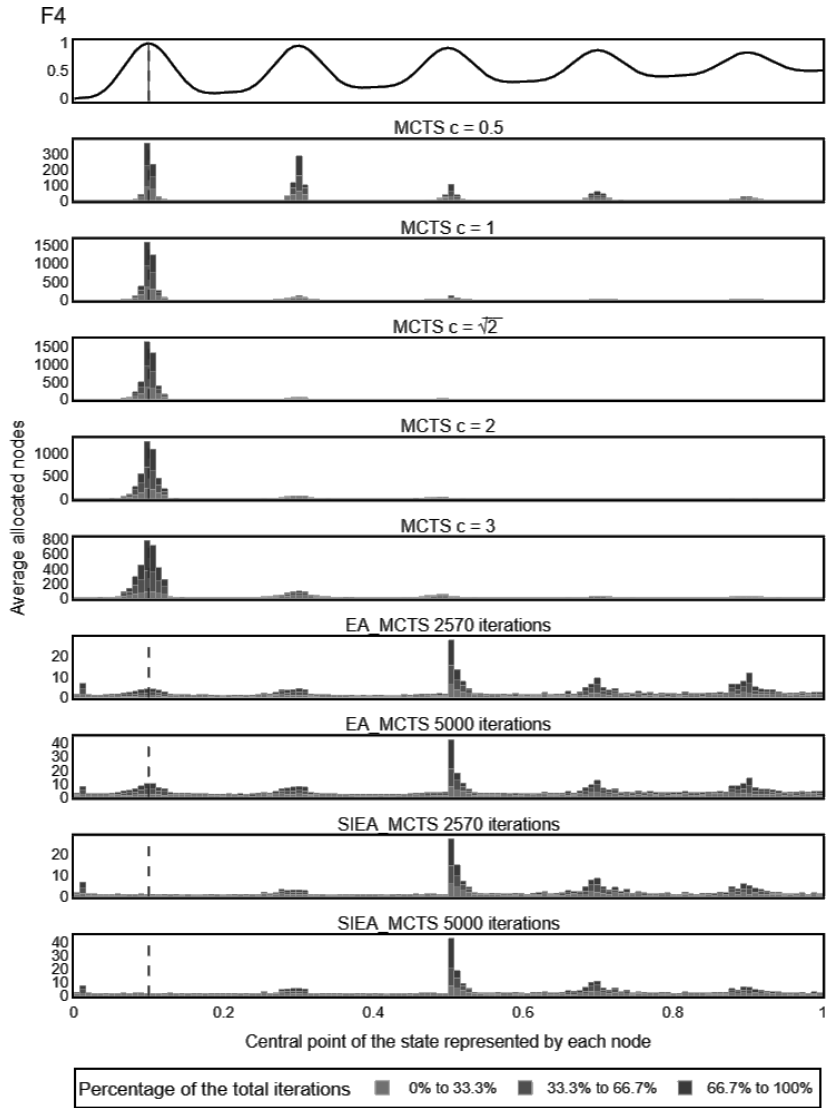 F4
1
0.5
0
MCTS c = 0.5
300
200
100
0
MCTS c = 1
1500
1000
500
0
MCTS c = √2
1500
1000
500
0
MCTS c = 2
1000
500
0
MCTS c = 3
800
600
400
200
0
EA_MCTS 2570 iterations
20
10
0
EA_MCTS 5000 iterations
40
30
20
10
0
SIEA_MCTS 2570 iterations
20
10
0
SIEA_MCTS 5000 iterations
40
30
20
10
0
Average allocated nodes
0 0.2 0.4 0.6 0.8 1
Central point of the state represented by each node
Percentage of the total iterations 0% to 33.3% 33.3% to 66.7% 66.7% to 100%